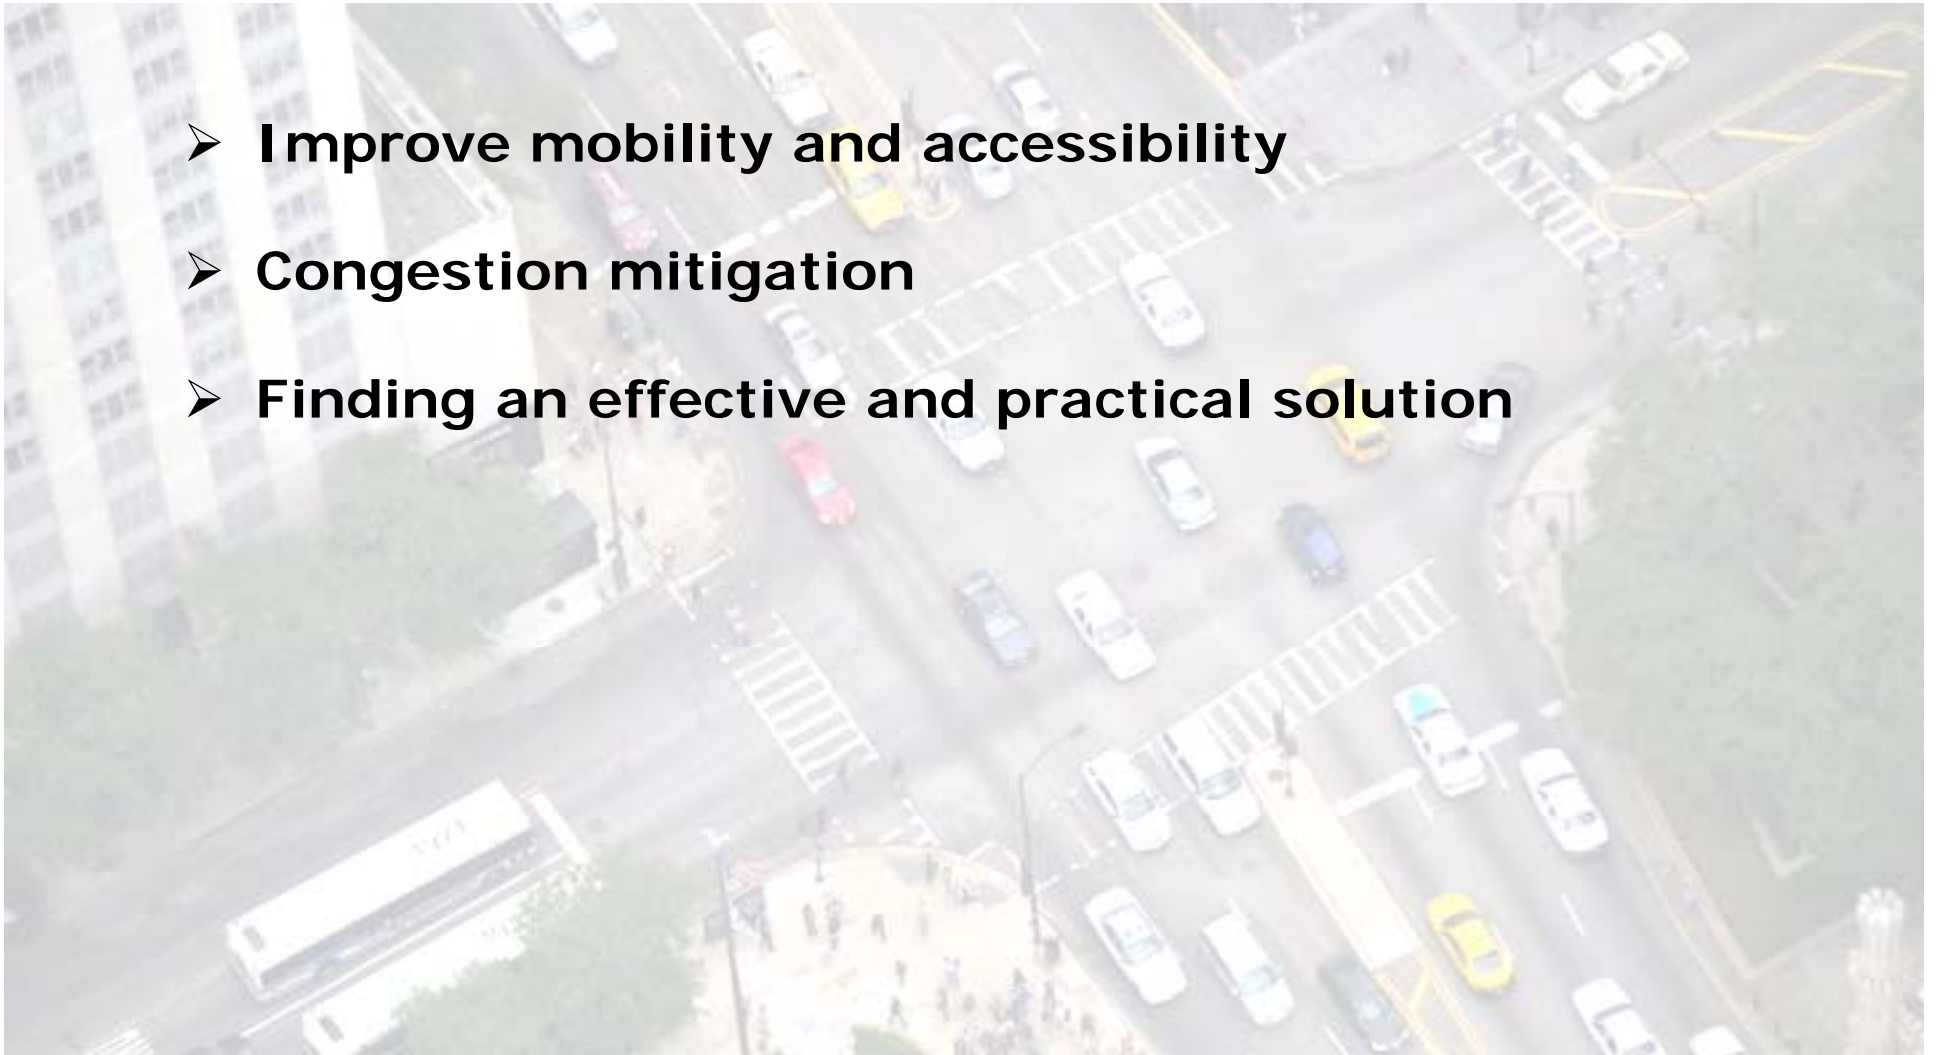 ➢ Improve mobility and accessibility
➢ Congestion mitigation
➢ Finding an effective and practical solution